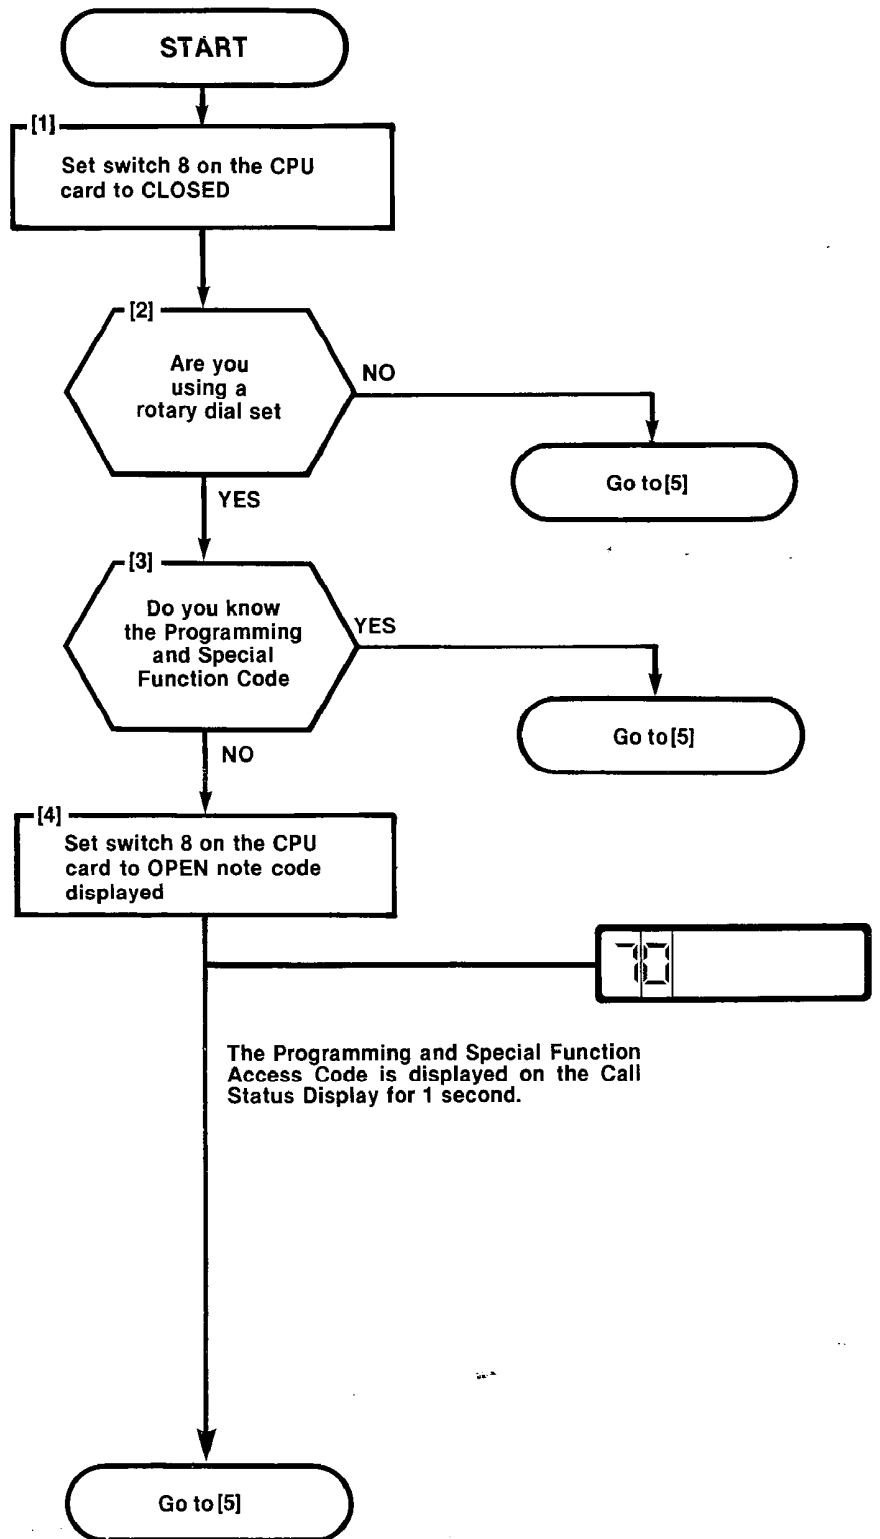 START
[1]
Set switch 8 on the CPU
card to CLOSED
[2]
Are you
using a
rotary dial set
NO
Go to [5]
YES
[3]
Do you know
the Programming
and Special
Function Code
YES
Go to [5]
NO
[4]
Set switch 8 on the CPU
card to OPEN note code
displayed
70
The Programming and Special Function
Access Code is displayed on the Call
Status Display for 1 second.
Go to [5]